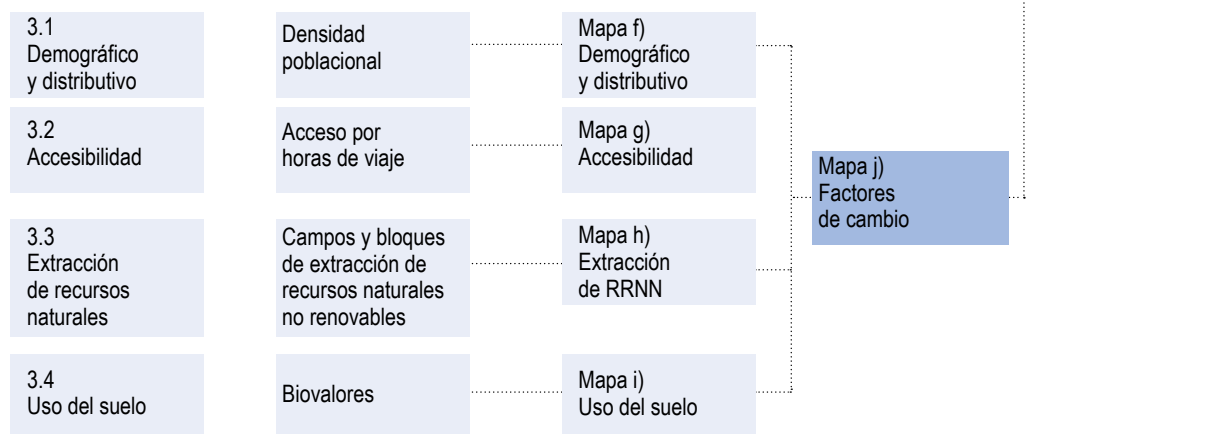 3.1
Demográfico
y distributivo
Densidad
poblacional
Mapa f)
Demográfico
y distributivo
3.2
Accesibilidad
Acceso por
horas de viaje
Mapa g)
Accesibilidad
Mapa j)
Factores
de cambio
3.3
Extracción
de recursos
naturales
Campos y bloques
de extracción de
recursos naturales
no renovables
Mapa h)
Extracción
de RRNN
3.4
Uso del suelo
Biovalores
Mapa i)
Uso del suelo